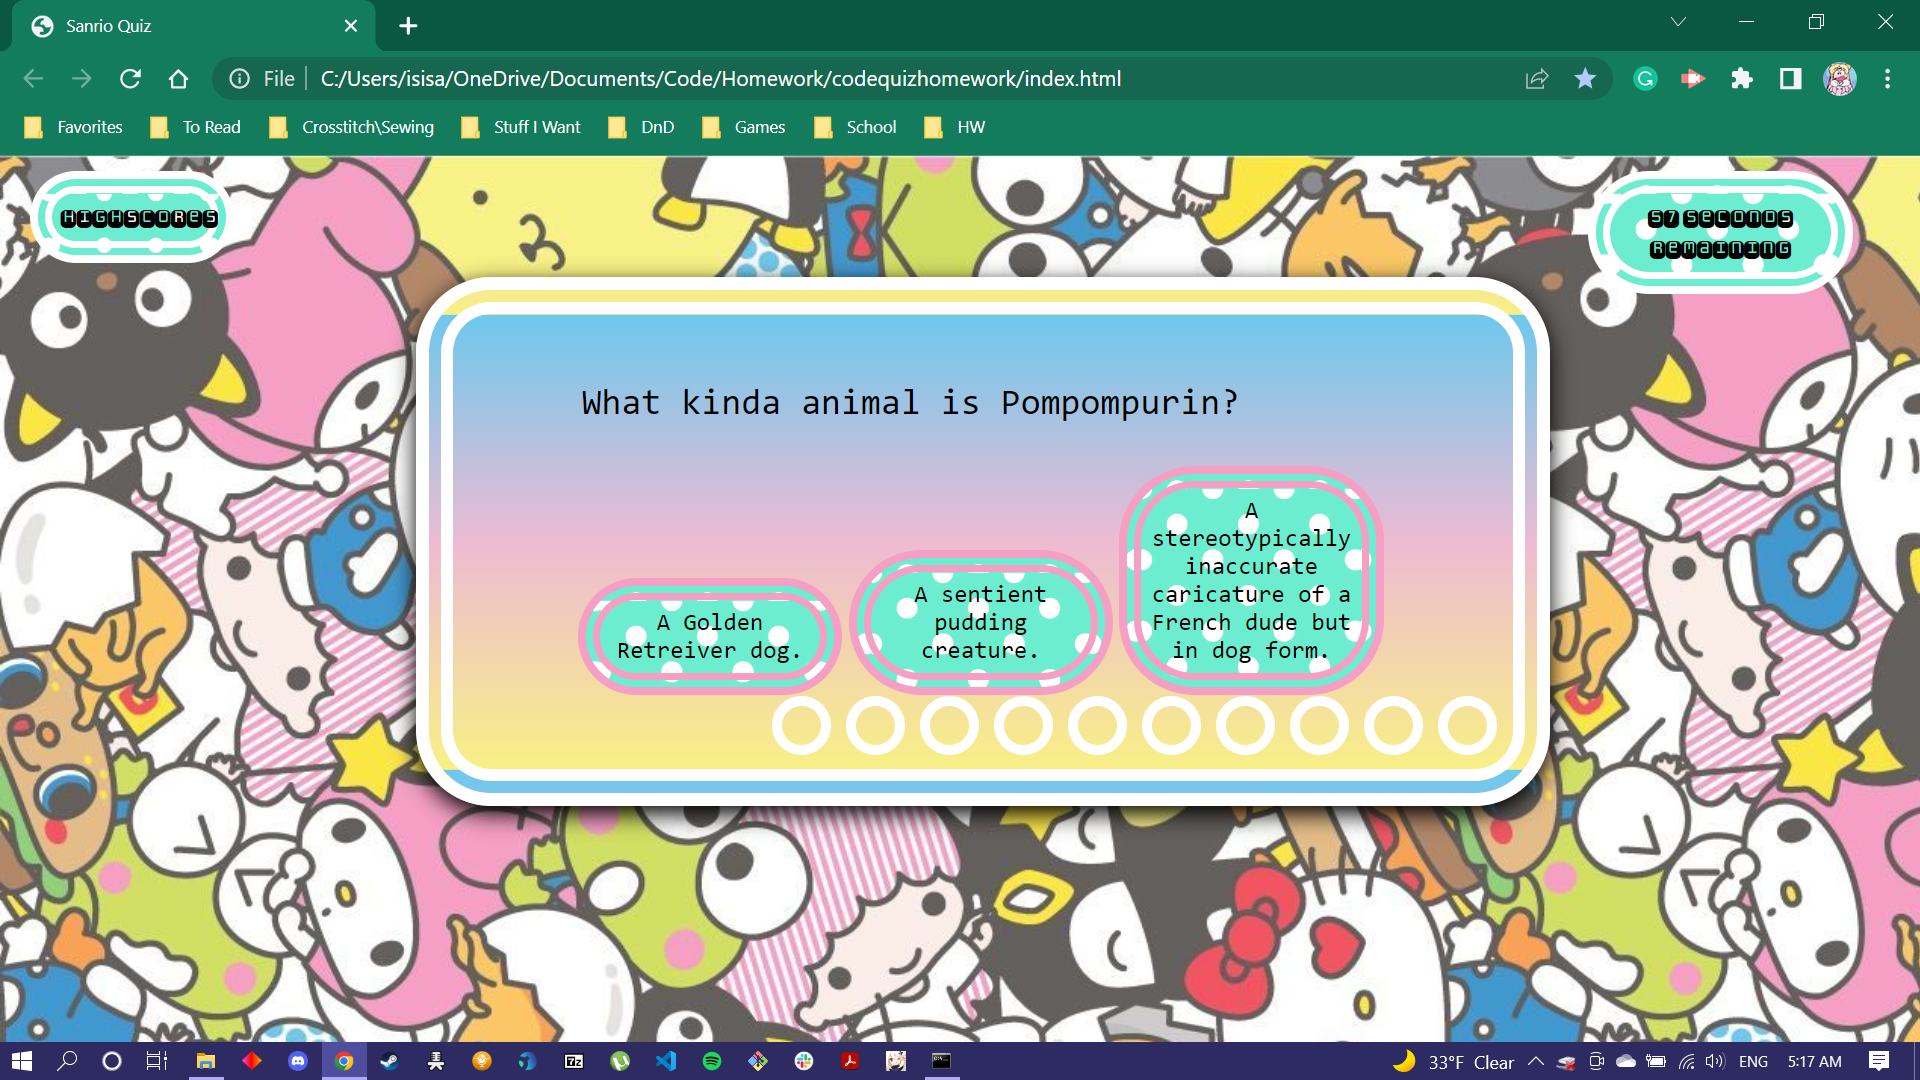 Sanrio Quiz
File
C:/Users/isisa/OneDrive/Documents/Code/Homework/codequizhomework/index.html
Favorites
To Read
Crosstitch\Sewing
Stuff I Want
DnD
Games
School
HW
HIGHSCOReS
57 SeconDS
RemaINING
What kinda animal is Pompompurin?
A Golden
Retreiver dog.
A sentient
pudding
creature.
A
stereotypically
inaccurate
caricature of a
French dude but
in dog form.
7z
33°F Clear
ENG
5:17 AM